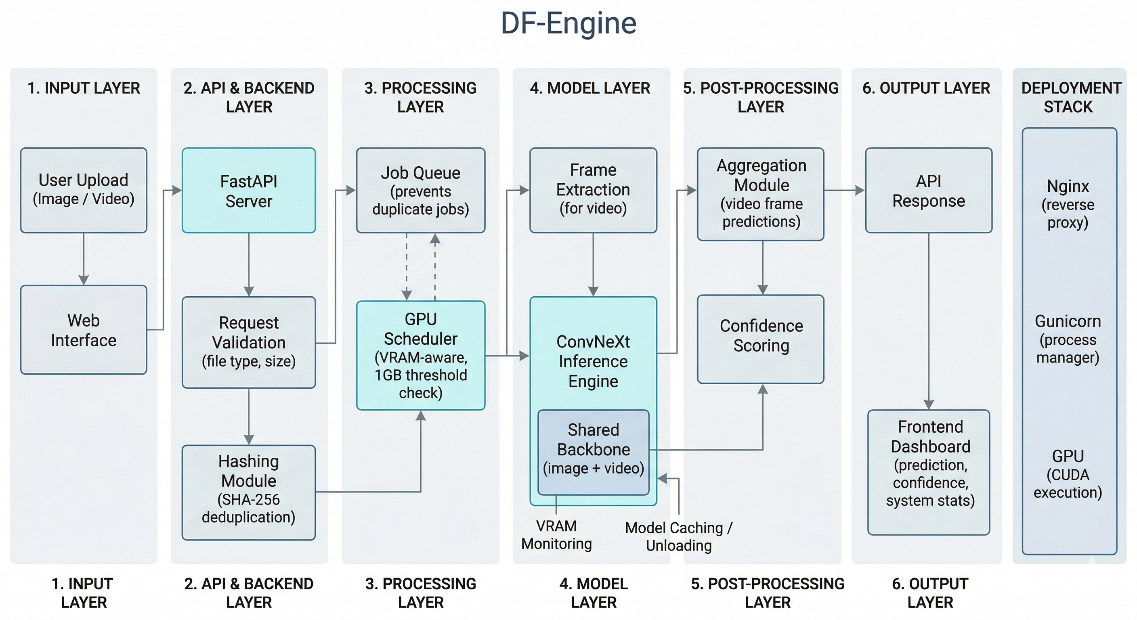 DF-Engine
1. INPUT LAYER
User Upload
(Image / Video)
Web
Interface
2. API & BACKEND
LAYER
FastAPI
Server
Request
Validation
(file type, size)
Hashing
Module
(SHA-256
deduplication)
3. PROCESSING
LAYER
Job Queue
(prevents
duplicate jobs)
GPU
Scheduler
(VRAM-aware,
1GB threshold
check)
4. MODEL LAYER
Frame
Extraction
(for video)
ConvNeXt
Inference
Engine
Shared
Backbone
(image + video)
VRAM
Monitoring
Model Caching /
Unloading
5. POST-PROCESSING
LAYER
Aggregation
Module
(video frame
predictions)
Confidence
Scoring
6. OUTPUT LAYER
API
Response
Frontend
Dashboard
(prediction,
confidence,
system stats)
DEPLOYMENT
STACK
Nginx
(reverse
proxy)
Gunicorn
(process
manager)
GPU
(CUDA
execution)
1. INPUT
LAYER
2. API & BACKEND
LAYER
3. PROCESSING
LAYER
4. MODEL
LAYER
5. POST-PROCESSING
LAYER
6. OUTPUT
LAYER